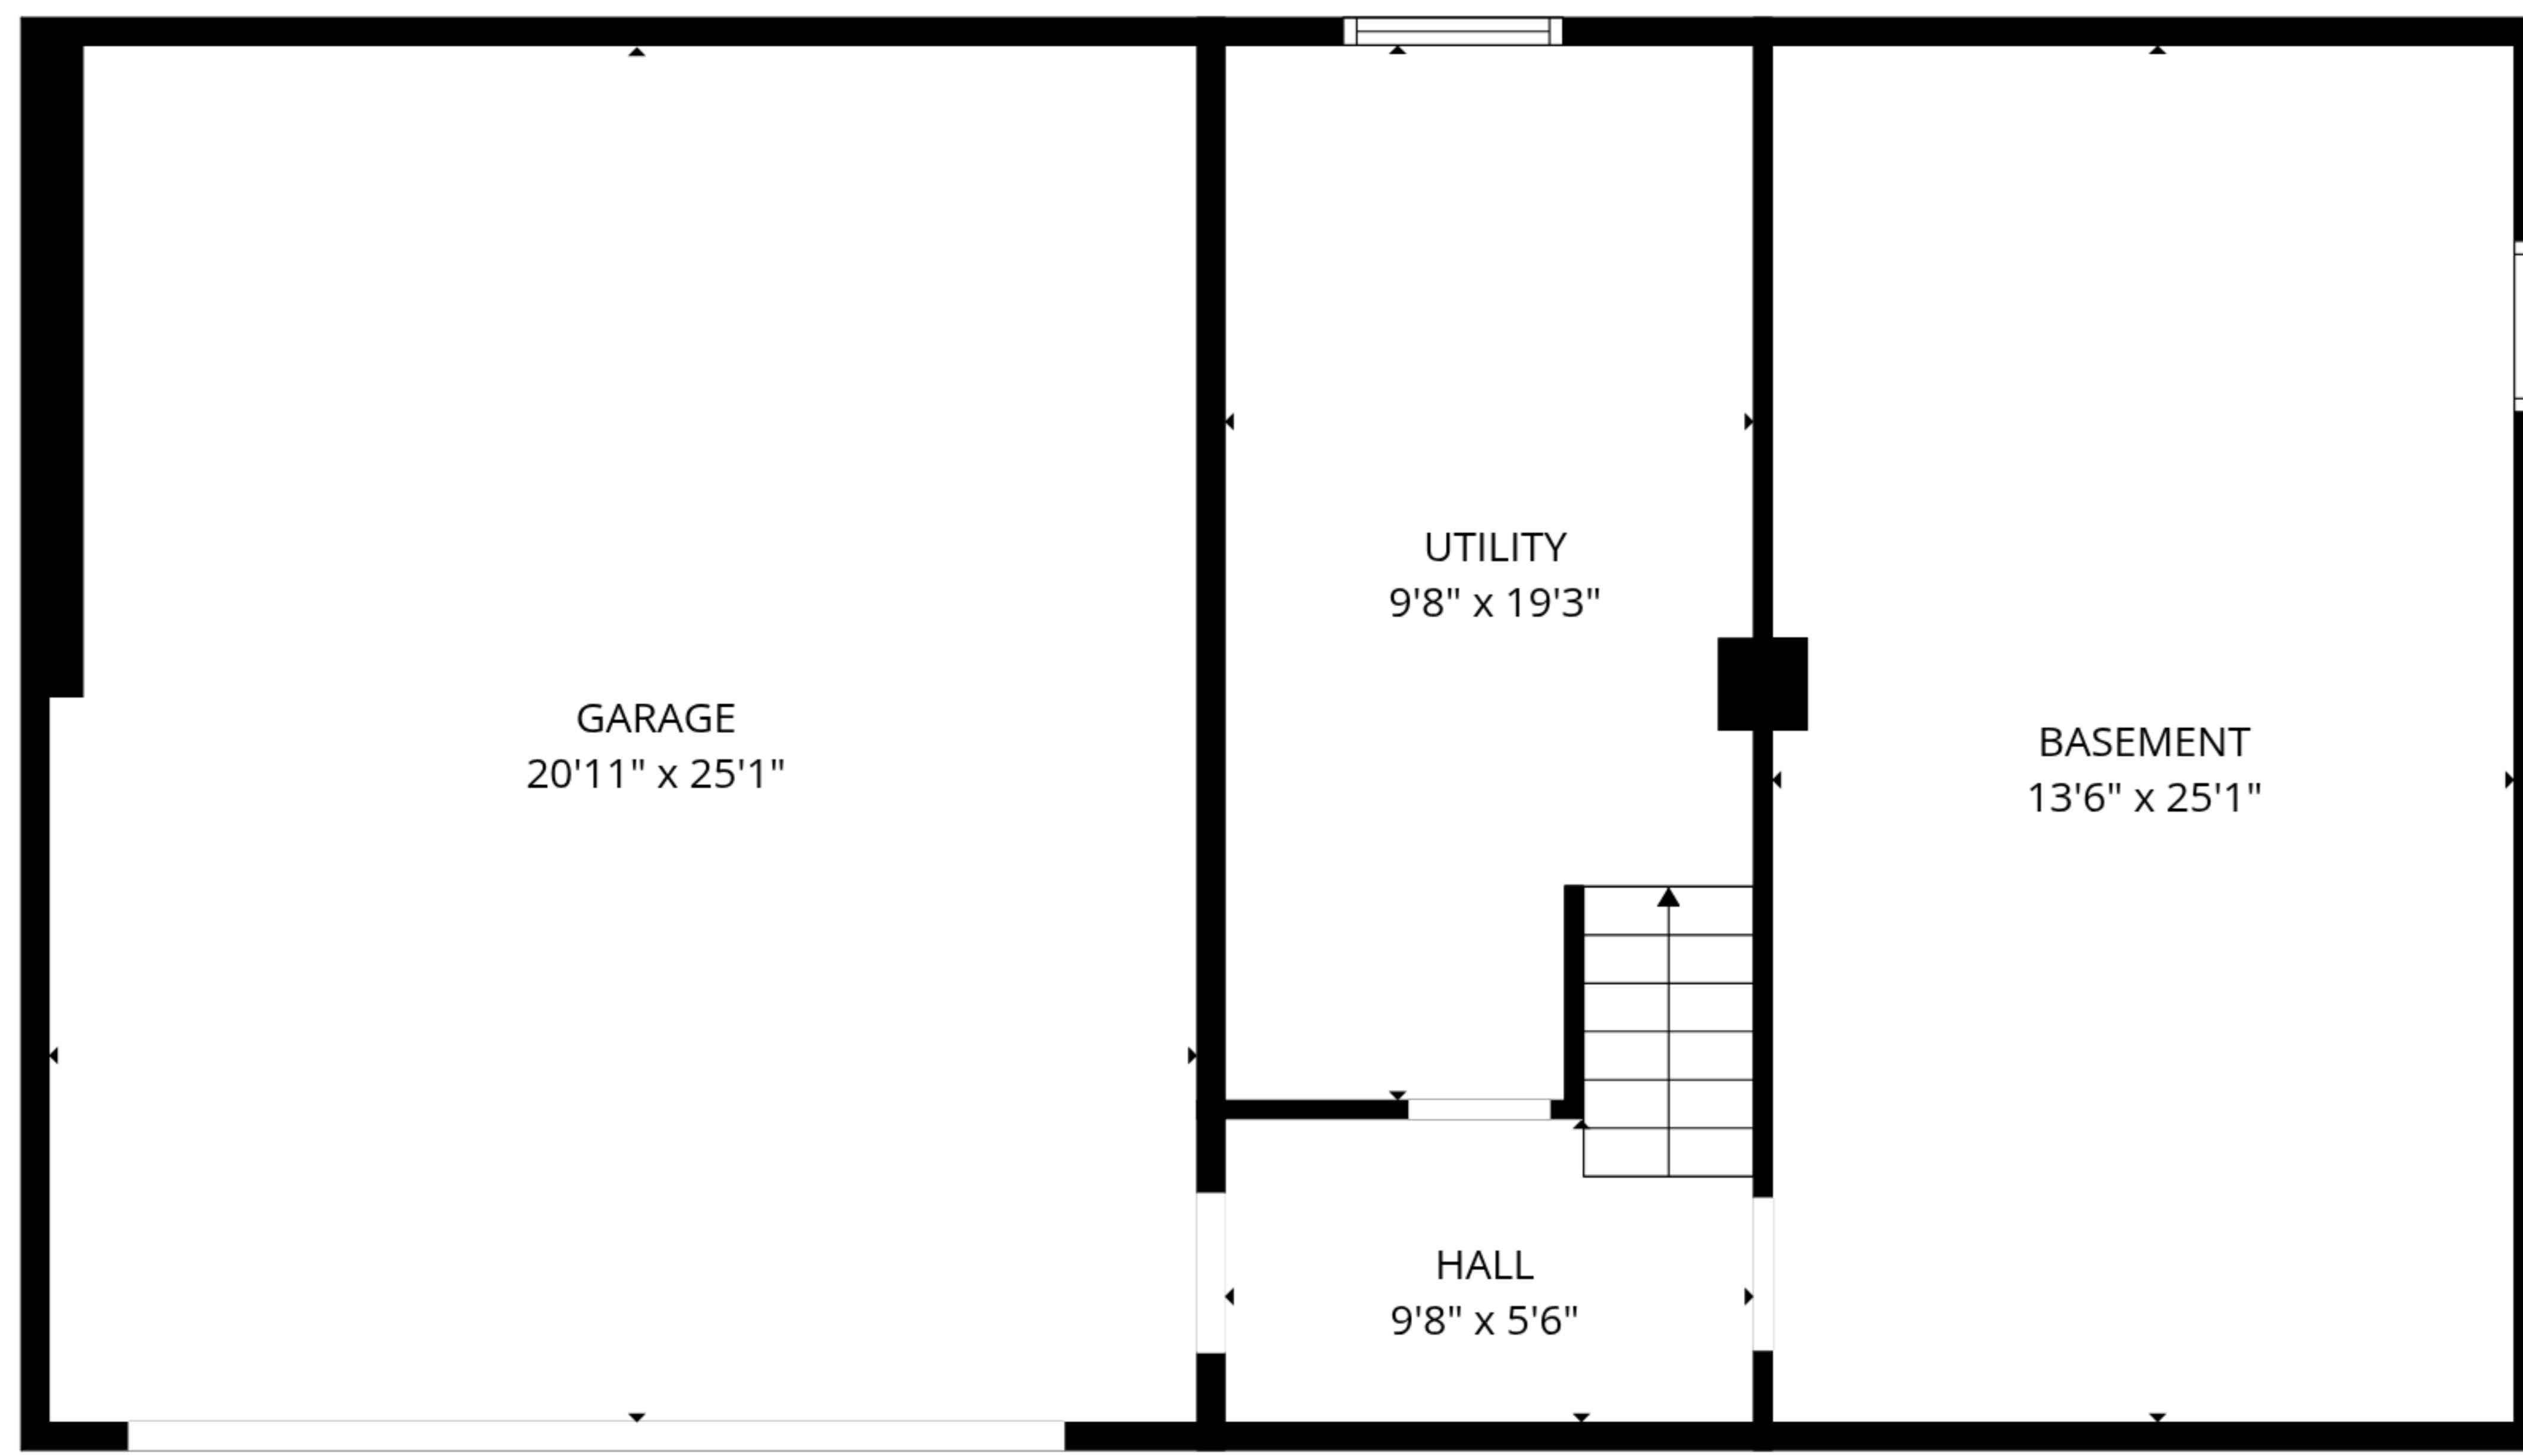 UTILITY
9'8" x 19'3"
GARAGE
20'11" x 25'1"
BASEMENT
13'6" x 25'1"
HALL
9'8" x 5'6"